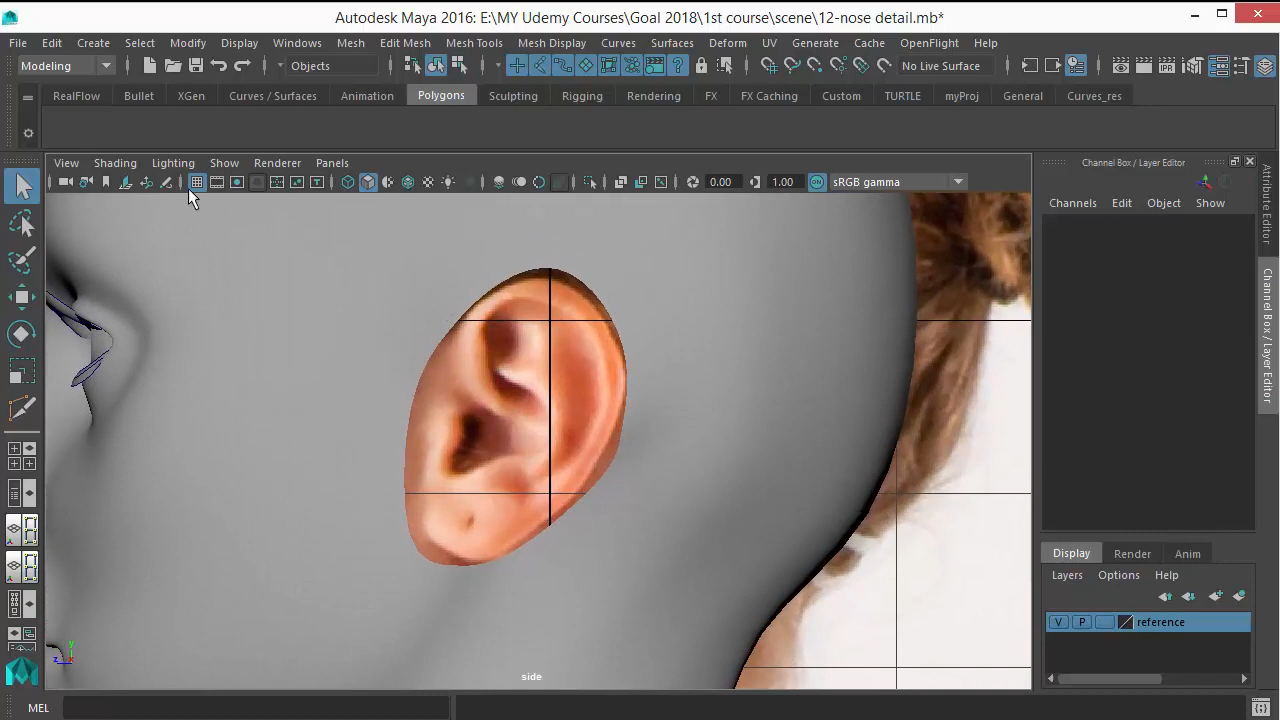 Autodesk Maya 2016: E:\MY Udemy Courses\Goal 2018\1st course\scene\12-nose detail.mb*
File Edit Create Select Modify Display Windows Mesh Edit Mesh Mesh Tools Mesh Display Curves Surfaces Deform UV Generate Cache OpenFlight Help
Modeling Objects No Live Surface
RealFlow Bullet XGen Curves / Surfaces Animation Polygons Sculpting Rigging Rendering FX FX Caching Custom TURTLE myProj General Curves_res
View Shading Lighting Show Renderer Panels
0.00 1.00 ON sRGB gamma
Channel Box / Layer Editor
Channels Edit Object Show
Attribute Editor
Channel Box / Layer Editor
Display Render Anim
Layers Options Help
V P reference
y
z x
side
MEL